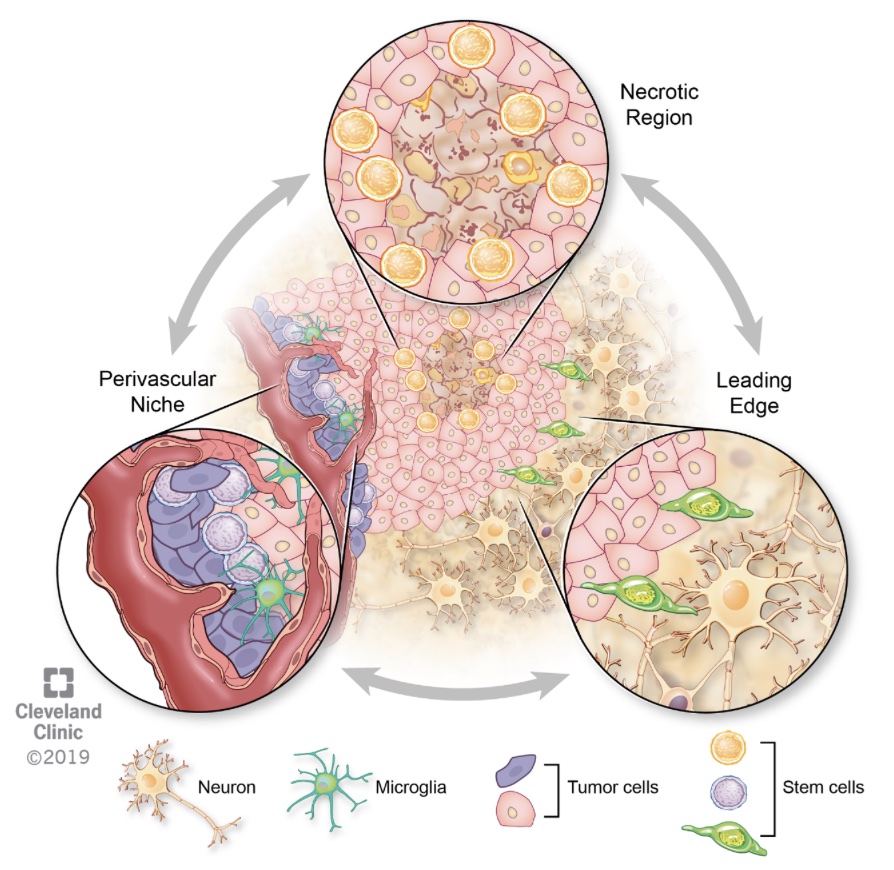 Necrotic
Region
Perivascular
Niche
Leading
Edge
Cleveland
Clinic
©2019
Neuron
Microglia
Tumor cells
Stem cells